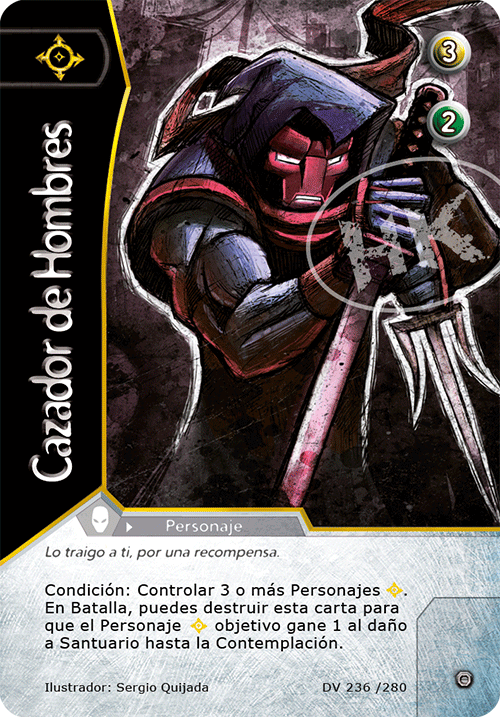 3
2
Cazador de Hombres
HK
Personaje
Lo traigo a ti, por una recompensa.
Condición: Controlar 3 o más Personajes .
En Batalla, puedes destruir esta carta para
que el Personaje objetivo gane 1 al daño
a Santuario hasta la Contemplación.
Ilustrador: Sergio Quijada DV 236 /280